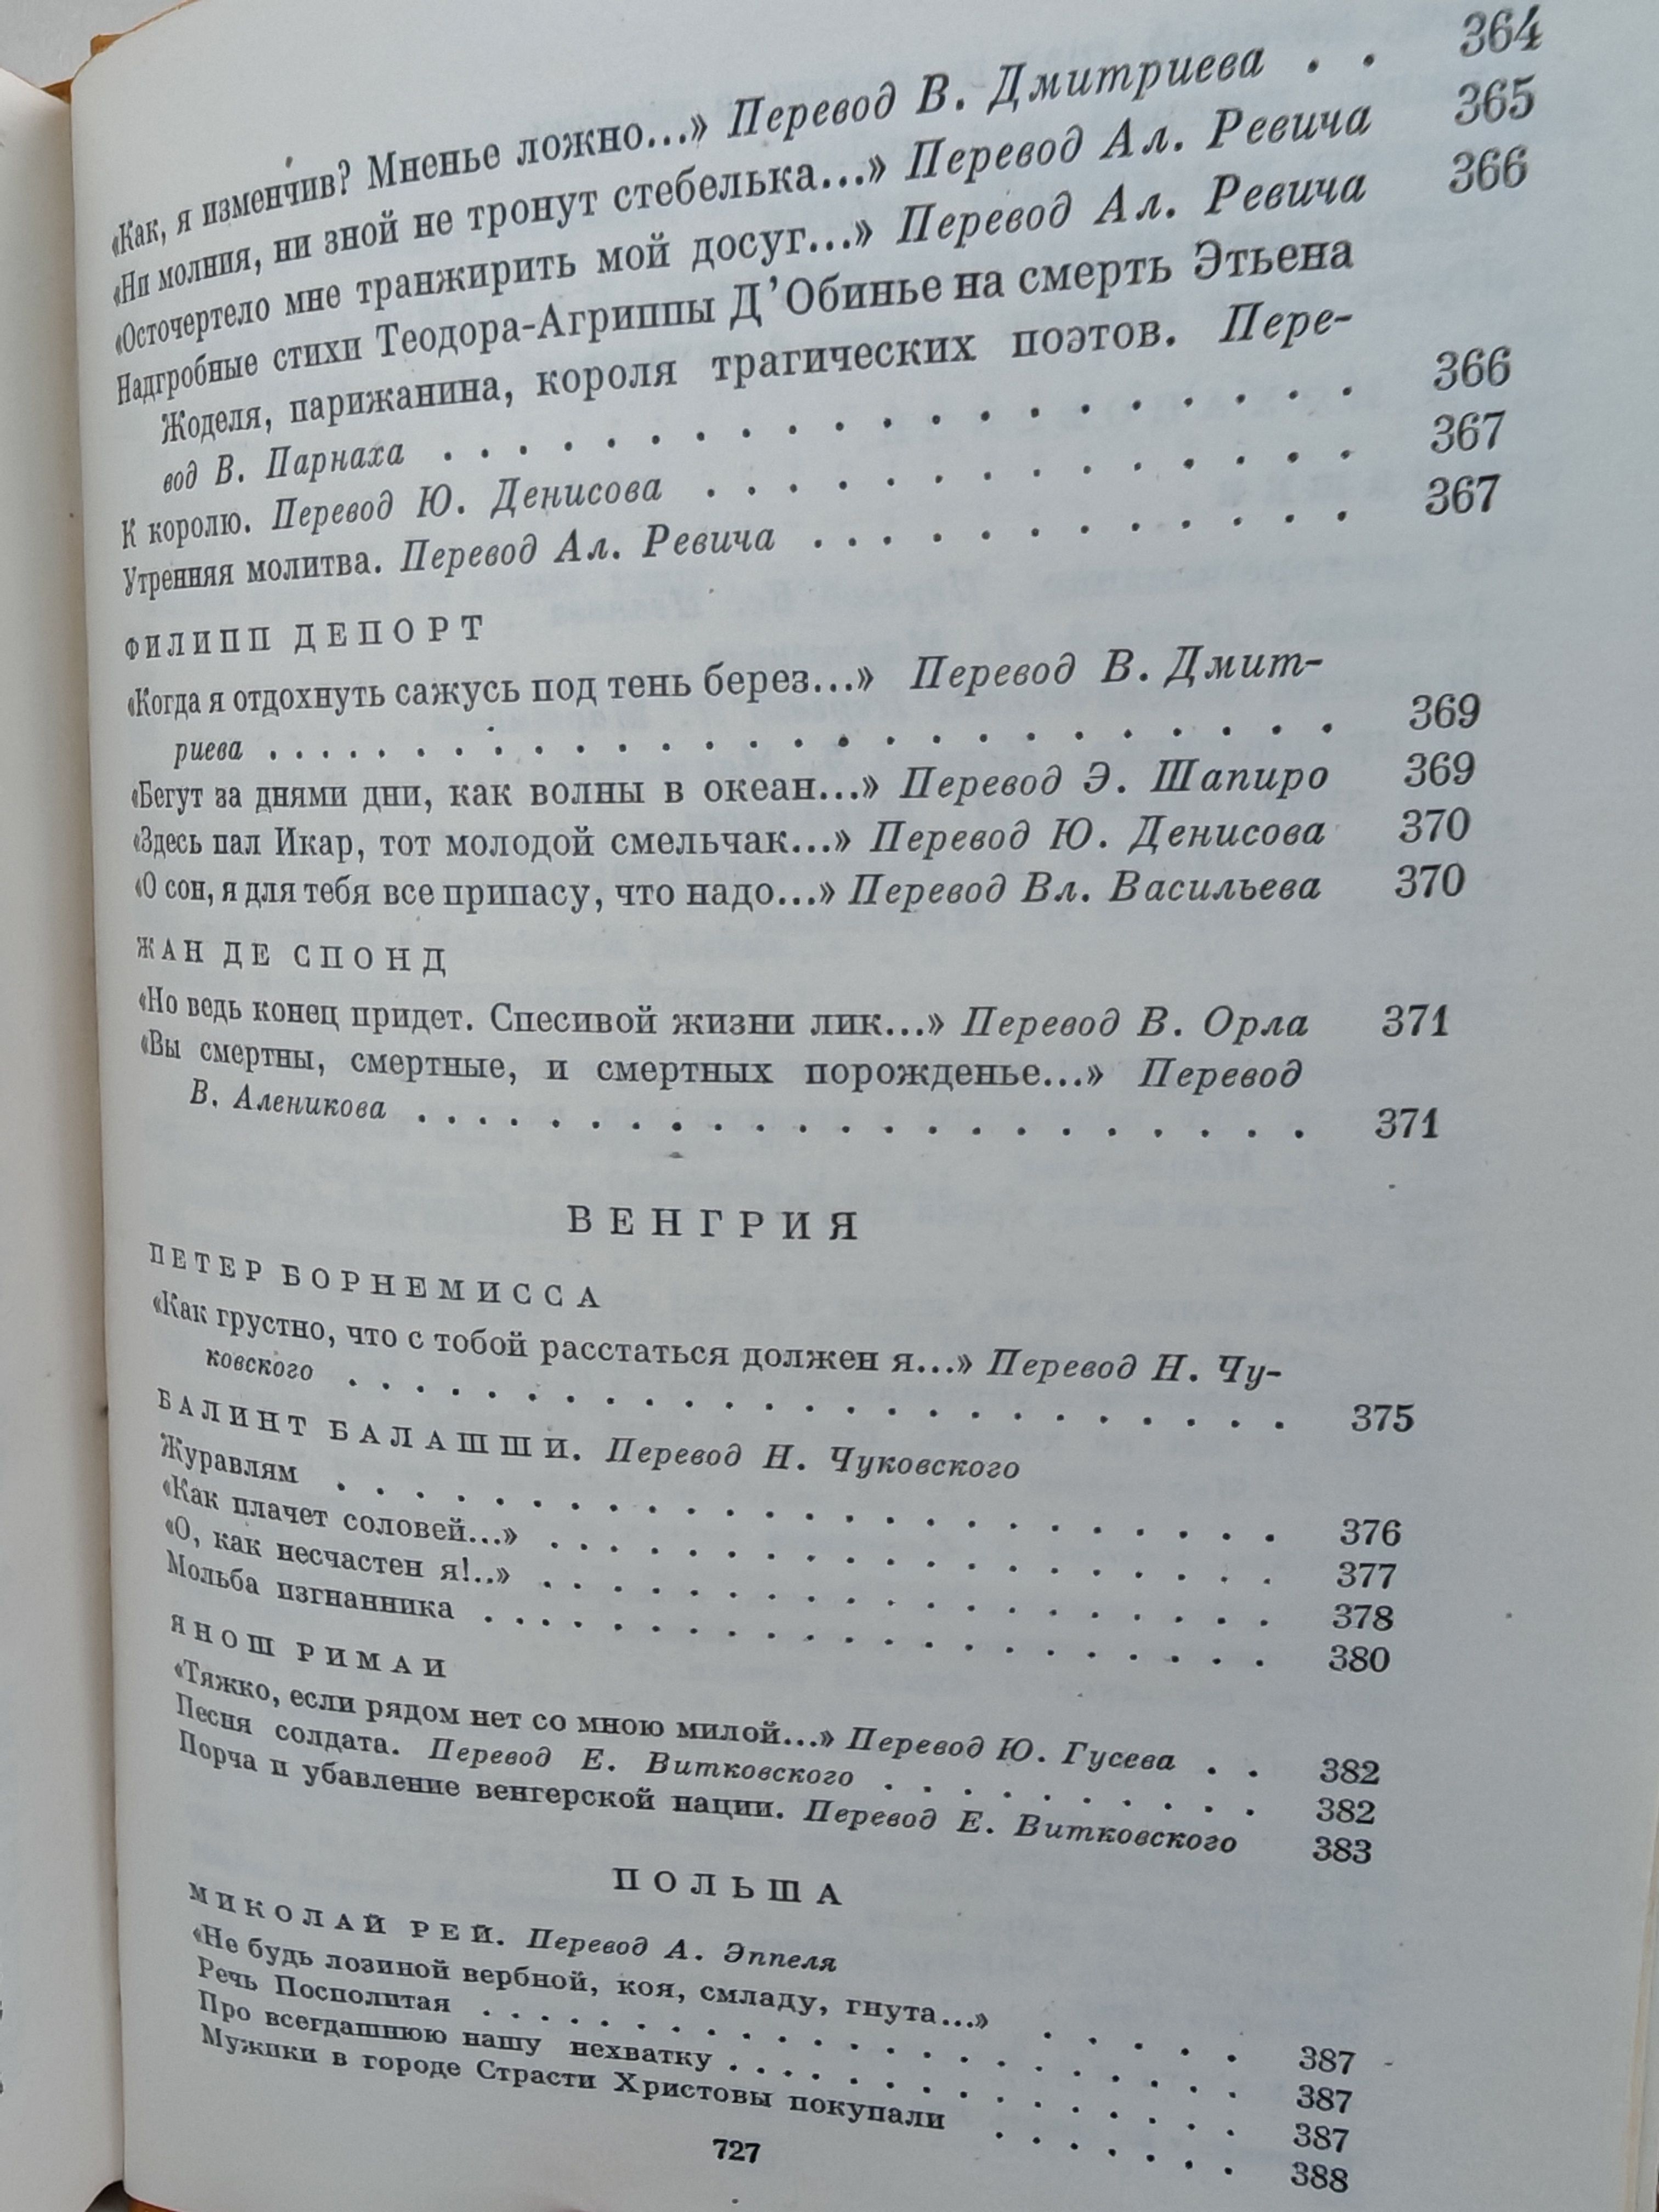 «Как, я изменчив? Мненье ложно...» Перевод В. Дмитриева . . 364
«Ни молния, ни зной не тронут стебелька...» Перевод Ал. Ревича 365
«Осточертело мне транжирить мой досуг...» Перевод Ал. Ревича 366
Надгробные стихи Теодора-Агриппы Д'Обинье на смерть Этьена
Жоделя, парижанина, короля трагических поэтов. Пере-
вод В. Парнаха . . . . . . . . . . . . . . . 366
К королю. Перевод Ю. Денисова . . . . . . . . . . . . 367
Утренняя молитва. Перевод Ал. Ревича . . . . . . . . . . 367
ФИЛИПП ДЕПОРТ
«Когда я отдохнуть сажусь под тень берез...» Перевод В. Дмит-
риева . . . . . . . . . . . . . . . . . . . . . 369
«Бегут за днями дни, как волны в океан...» Перевод Э. Шапиро 369
«Здесь пал Икар, тот молодой смельчак...» Перевод Ю. Денисова 370
«О сон, я для тебя все припасу, что надо...» Перевод Вл. Васильева 370
ЖАН ДЕ СПОНД
«Но ведь конец придет. Спесивой жизни лик...» Перевод В. Орла 371
«Вы смертны, смертные, и смертных порожденье...» Перевод
В. Аленикова . . . . . . . . . . . . . . . . . . . . 371
ВЕНГРИЯ
ПЕТЕР БОРНЕМИССА
«Как грустно, что с тобой расстаться должен я...» Перевод Н. Чу-
ковского . . . . . . . . . . . . . . . . . . . . . 375
БАЛИНТ БАЛАШШИ. Перевод Н. Чуковского
Журавлям . . . . . . . . . . . . . . . . . . . . 376
«Как плачет соловей...» . . . . . . . . . . . . . . . . 377
«О, как несчастен я!..» . . . . . . . . . . . . . . . . 378
Мольба изгнанника . . . . . . . . . . . . . . . . . . 380
ЯНОШ РИМАИ
«Тяжко, если рядом нет со мною милой...» Перевод Ю. Гусева . . 382
Песня солдата. Перевод Е. Витковского . . . . . . . . . . 382
Порча и убавление венгерской нации. Перевод Е. Витковского 383
ПОЛЬША
МИКОЛАЙ РЕЙ. Перевод А. Эппеля
«Не будь лозиной вербной, коя, смладу, гнута...» . . . . . . 387
Речь Посполитая . . . . . . . . . . . . . . . . . . 387
Про всегдашнюю нашу нехватку . . . . . . . . . . . . . 387
Мужики в городе Страсти Христовы покупали . . . . . . . 388
727